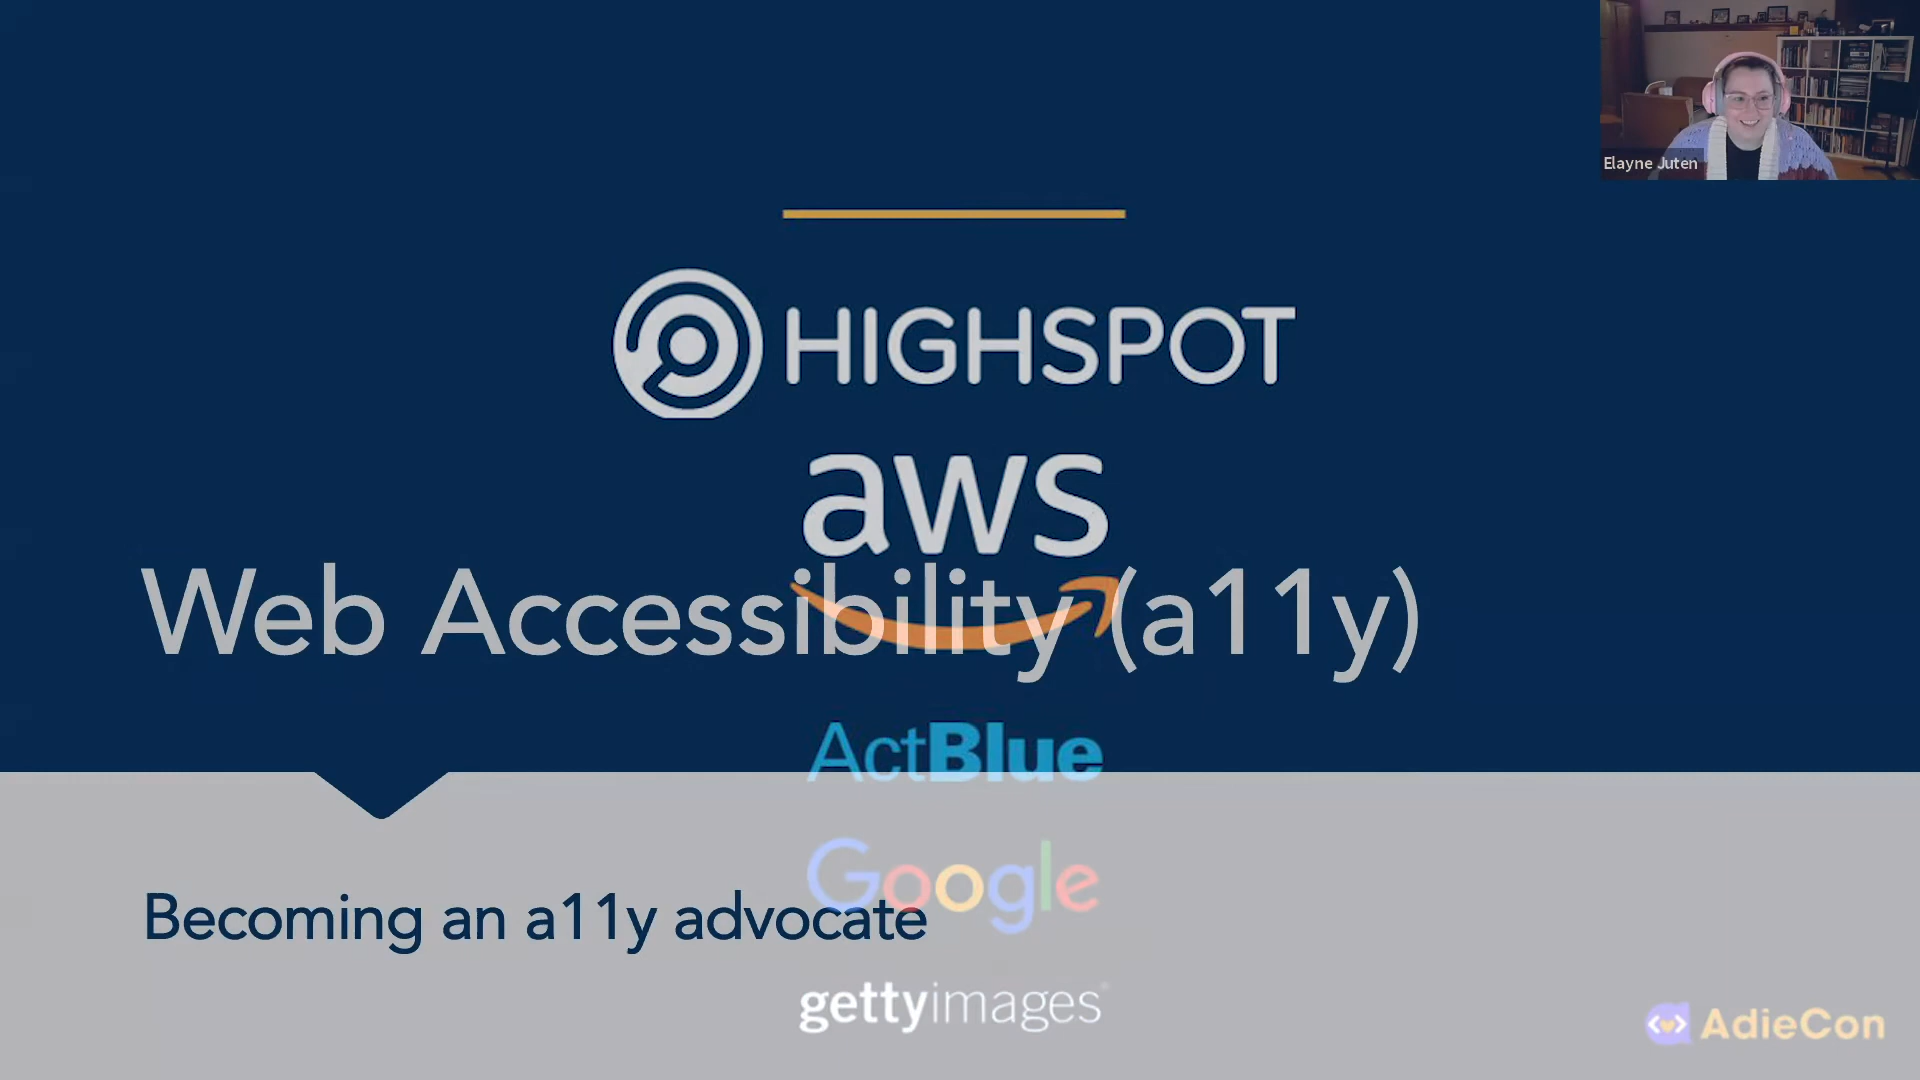 Elayne Juten
HIGHSPOT
aws
Web Accessibility (a11y)
ActBlue
Google
Becoming an a11y advocate
gettyimages
AdieCon